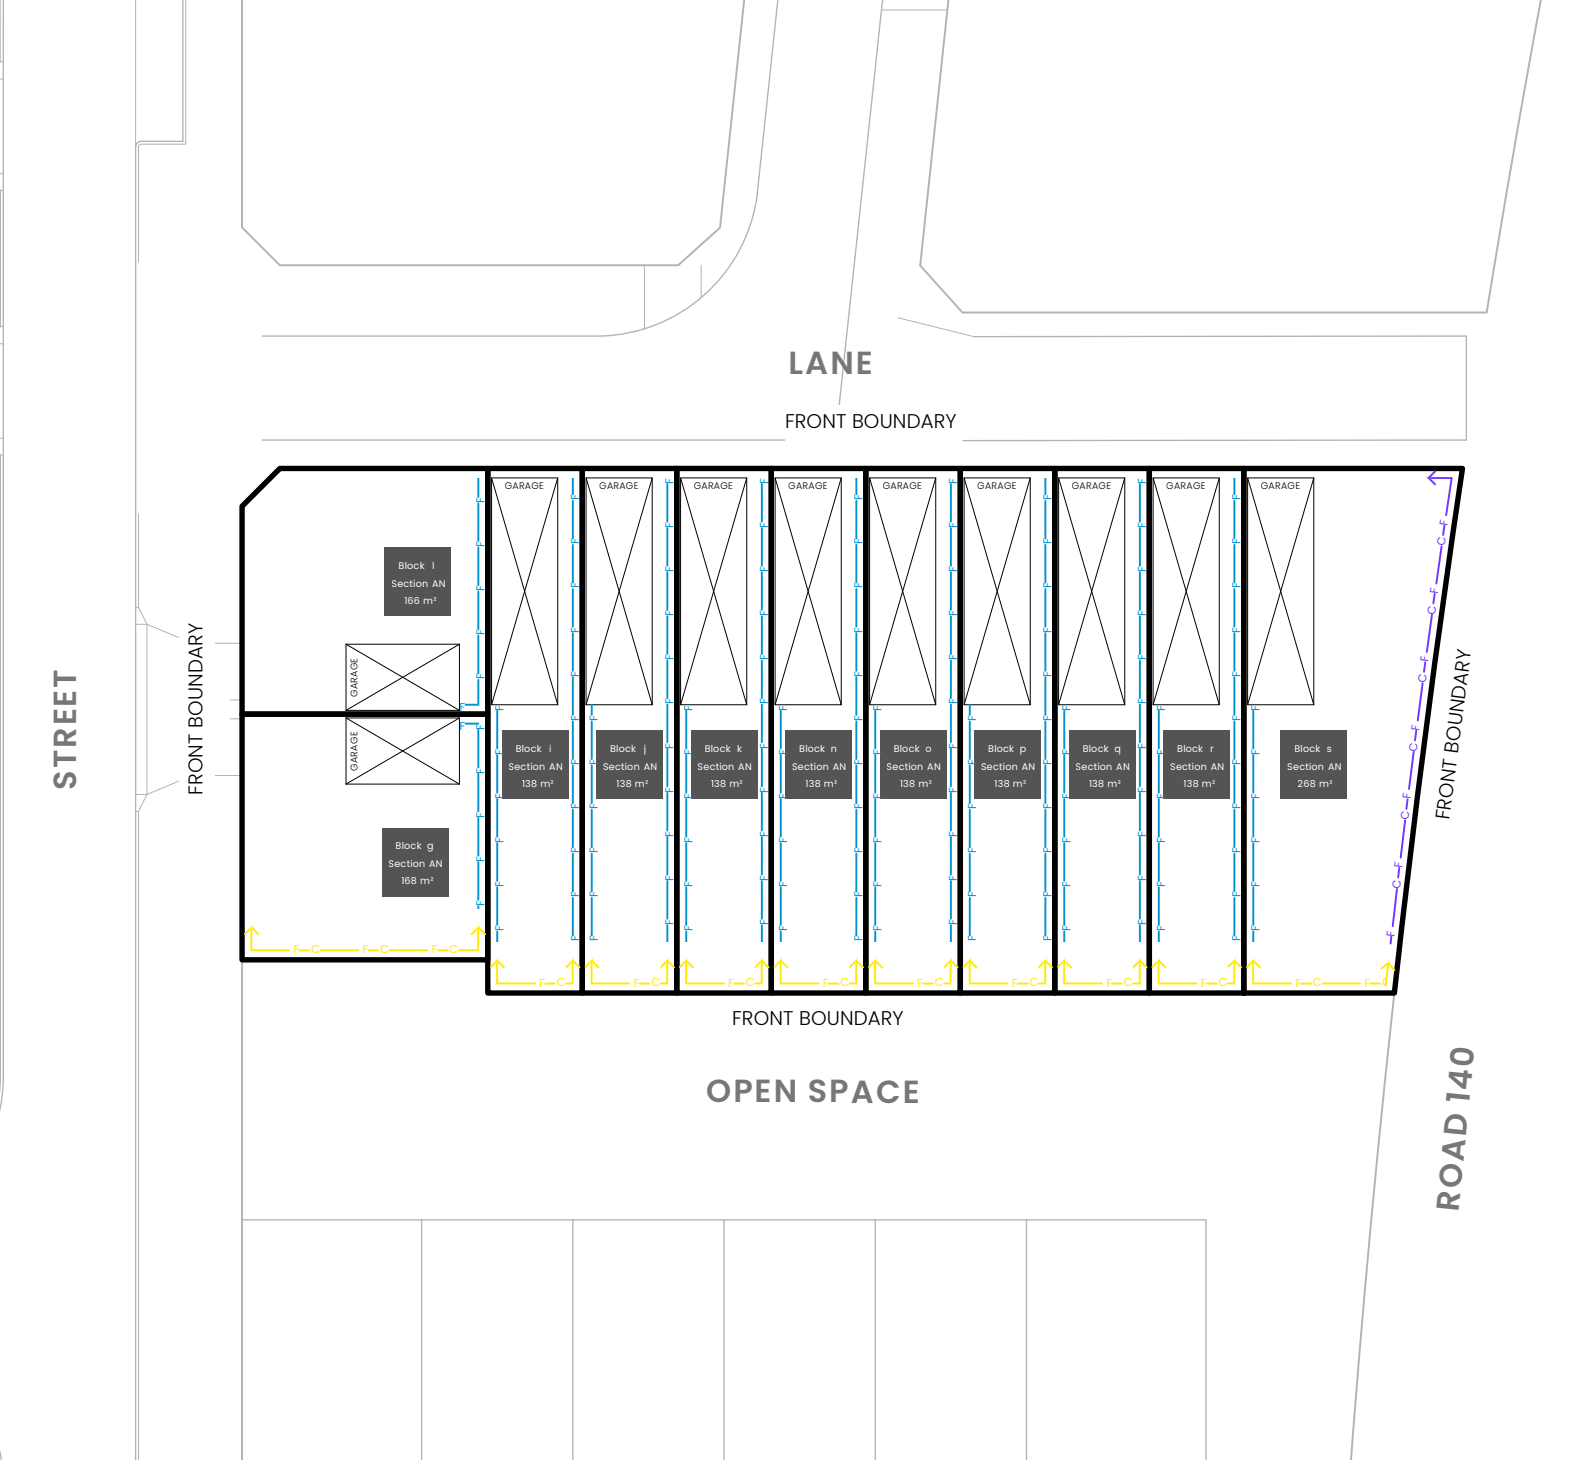 LANE
FRONT BOUNDARY
GARAGE
GARAGE
GARAGE
GARAGE
GARAGE
GARAGE
GARAGE
GARAGE
GARAGE
Block l
Section AN
166 m²
GARAGE
GARAGE
STREET
FRONT BOUNDARY
FRONT BOUNDARY
Block i
Section AN
138 m²
Block j
Section AN
138 m²
Block k
Section AN
138 m²
Block n
Section AN
138 m²
Block o
Section AN
138 m²
Block p
Section AN
138 m²
Block q
Section AN
138 m²
Block r
Section AN
138 m²
Block s
Section AN
268 m²
Block g
Section AN
168 m²
FRONT BOUNDARY
OPEN SPACE
ROAD 140